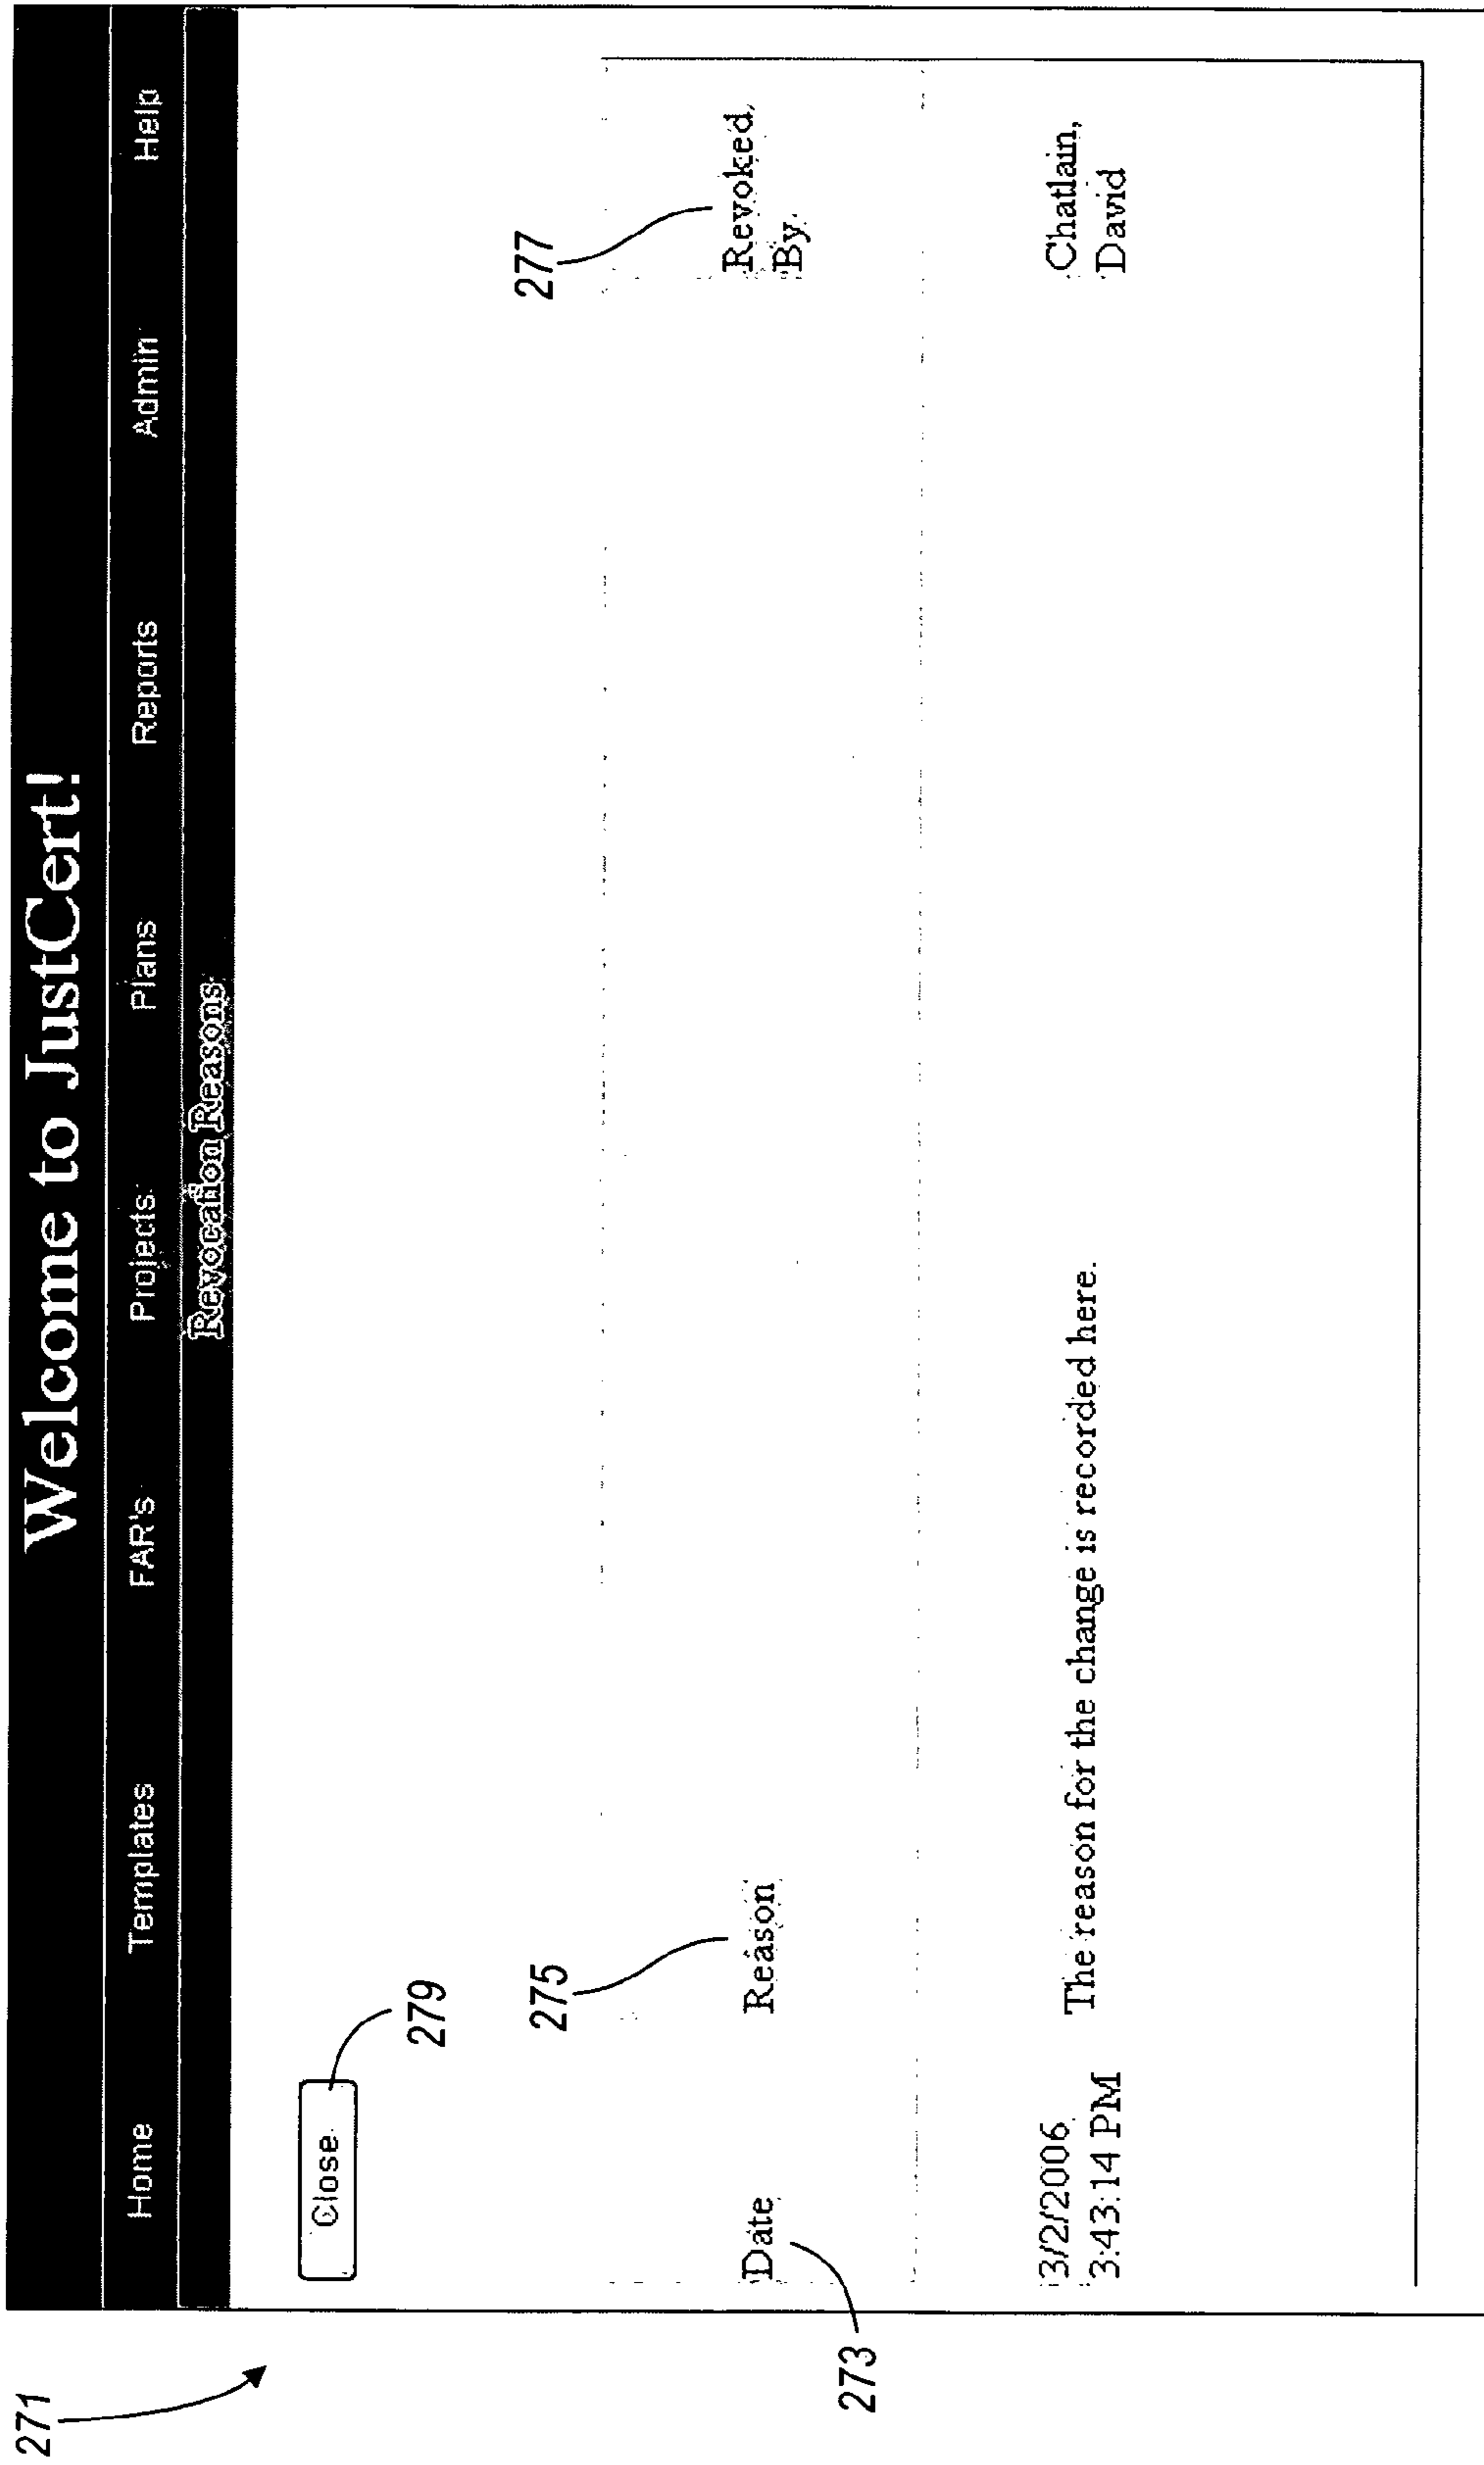 271
Welcome to JustCert!
Home Templates FAR's Projects Plans Reports Admin Help
Revocation Reasons
Close
279
275
277
Date Reason Revoked By
273
3/2/2006 3:43:14 PM The reason for the change is recorded here. Chatlain, David